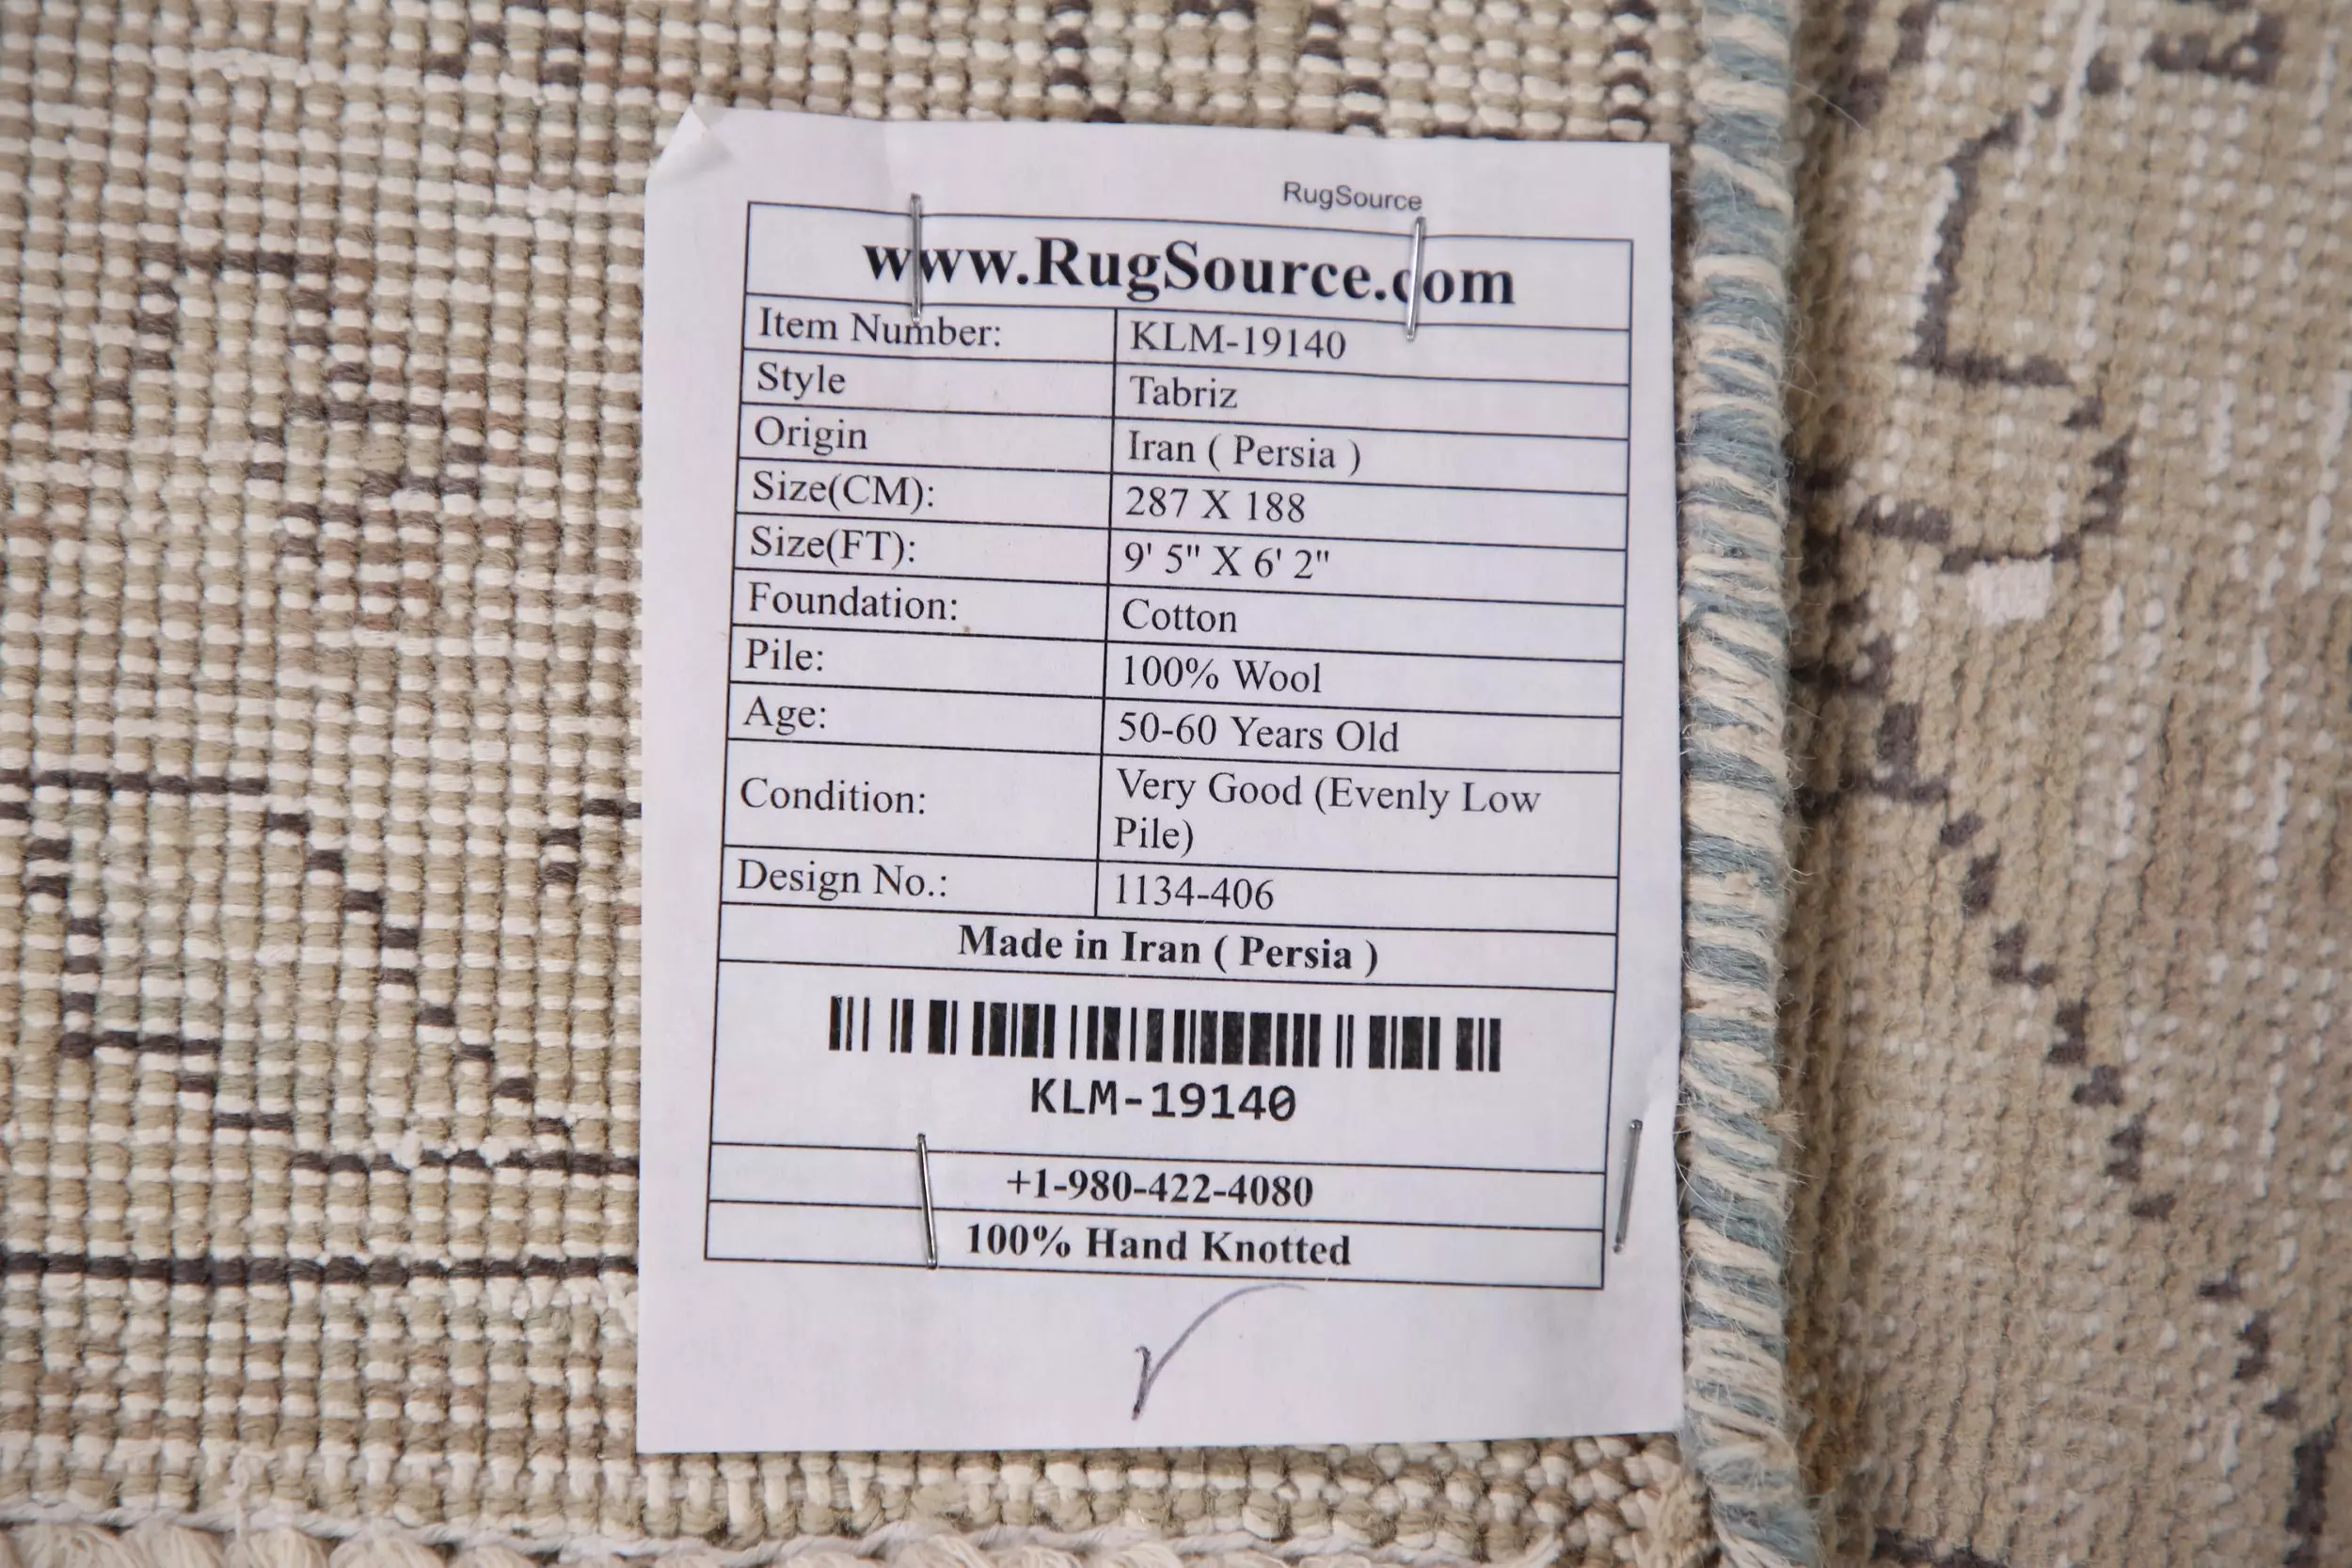 RugSource
www.RugSource.com
Item Number: KLM-19140
Style Tabriz
Origin Iran ( Persia )
Size(CM): 287 X 188
Size(FT): 9' 5" X 6' 2"
Foundation: Cotton
Pile: 100% Wool
Age: 50-60 Years Old
Condition: Very Good (Evenly Low
Pile)
Design No.: 1134-406
Made in Iran ( Persia )
KLM-19140
+1-980-422-4080
100% Hand Knotted